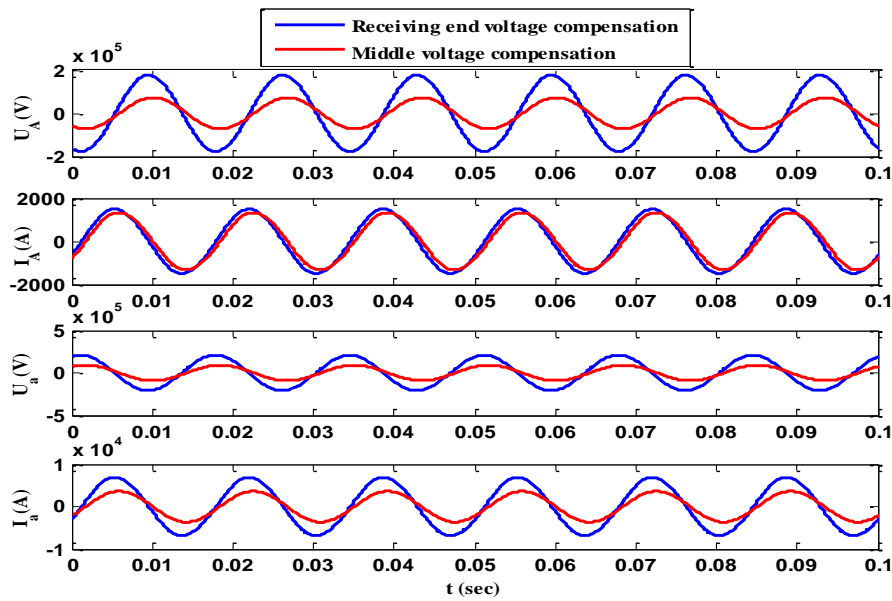 Receiving end voltage compensation
Middle voltage compensation
x 10^5
2
0
-2
U_A (V)
0 0.01 0.02 0.03 0.04 0.05 0.06 0.07 0.08 0.09 0.1
2000
0
-2000
I_A (A)
0 0.01 0.02 0.03 0.04 0.05 0.06 0.07 0.08 0.09 0.1
x 10^5
5
0
-5
U_a (V)
0 0.01 0.02 0.03 0.04 0.05 0.06 0.07 0.08 0.09 0.1
x 10^4
1
0
-1
I_a (A)
0 0.01 0.02 0.03 0.04 0.05 0.06 0.07 0.08 0.09 0.1
t (sec)